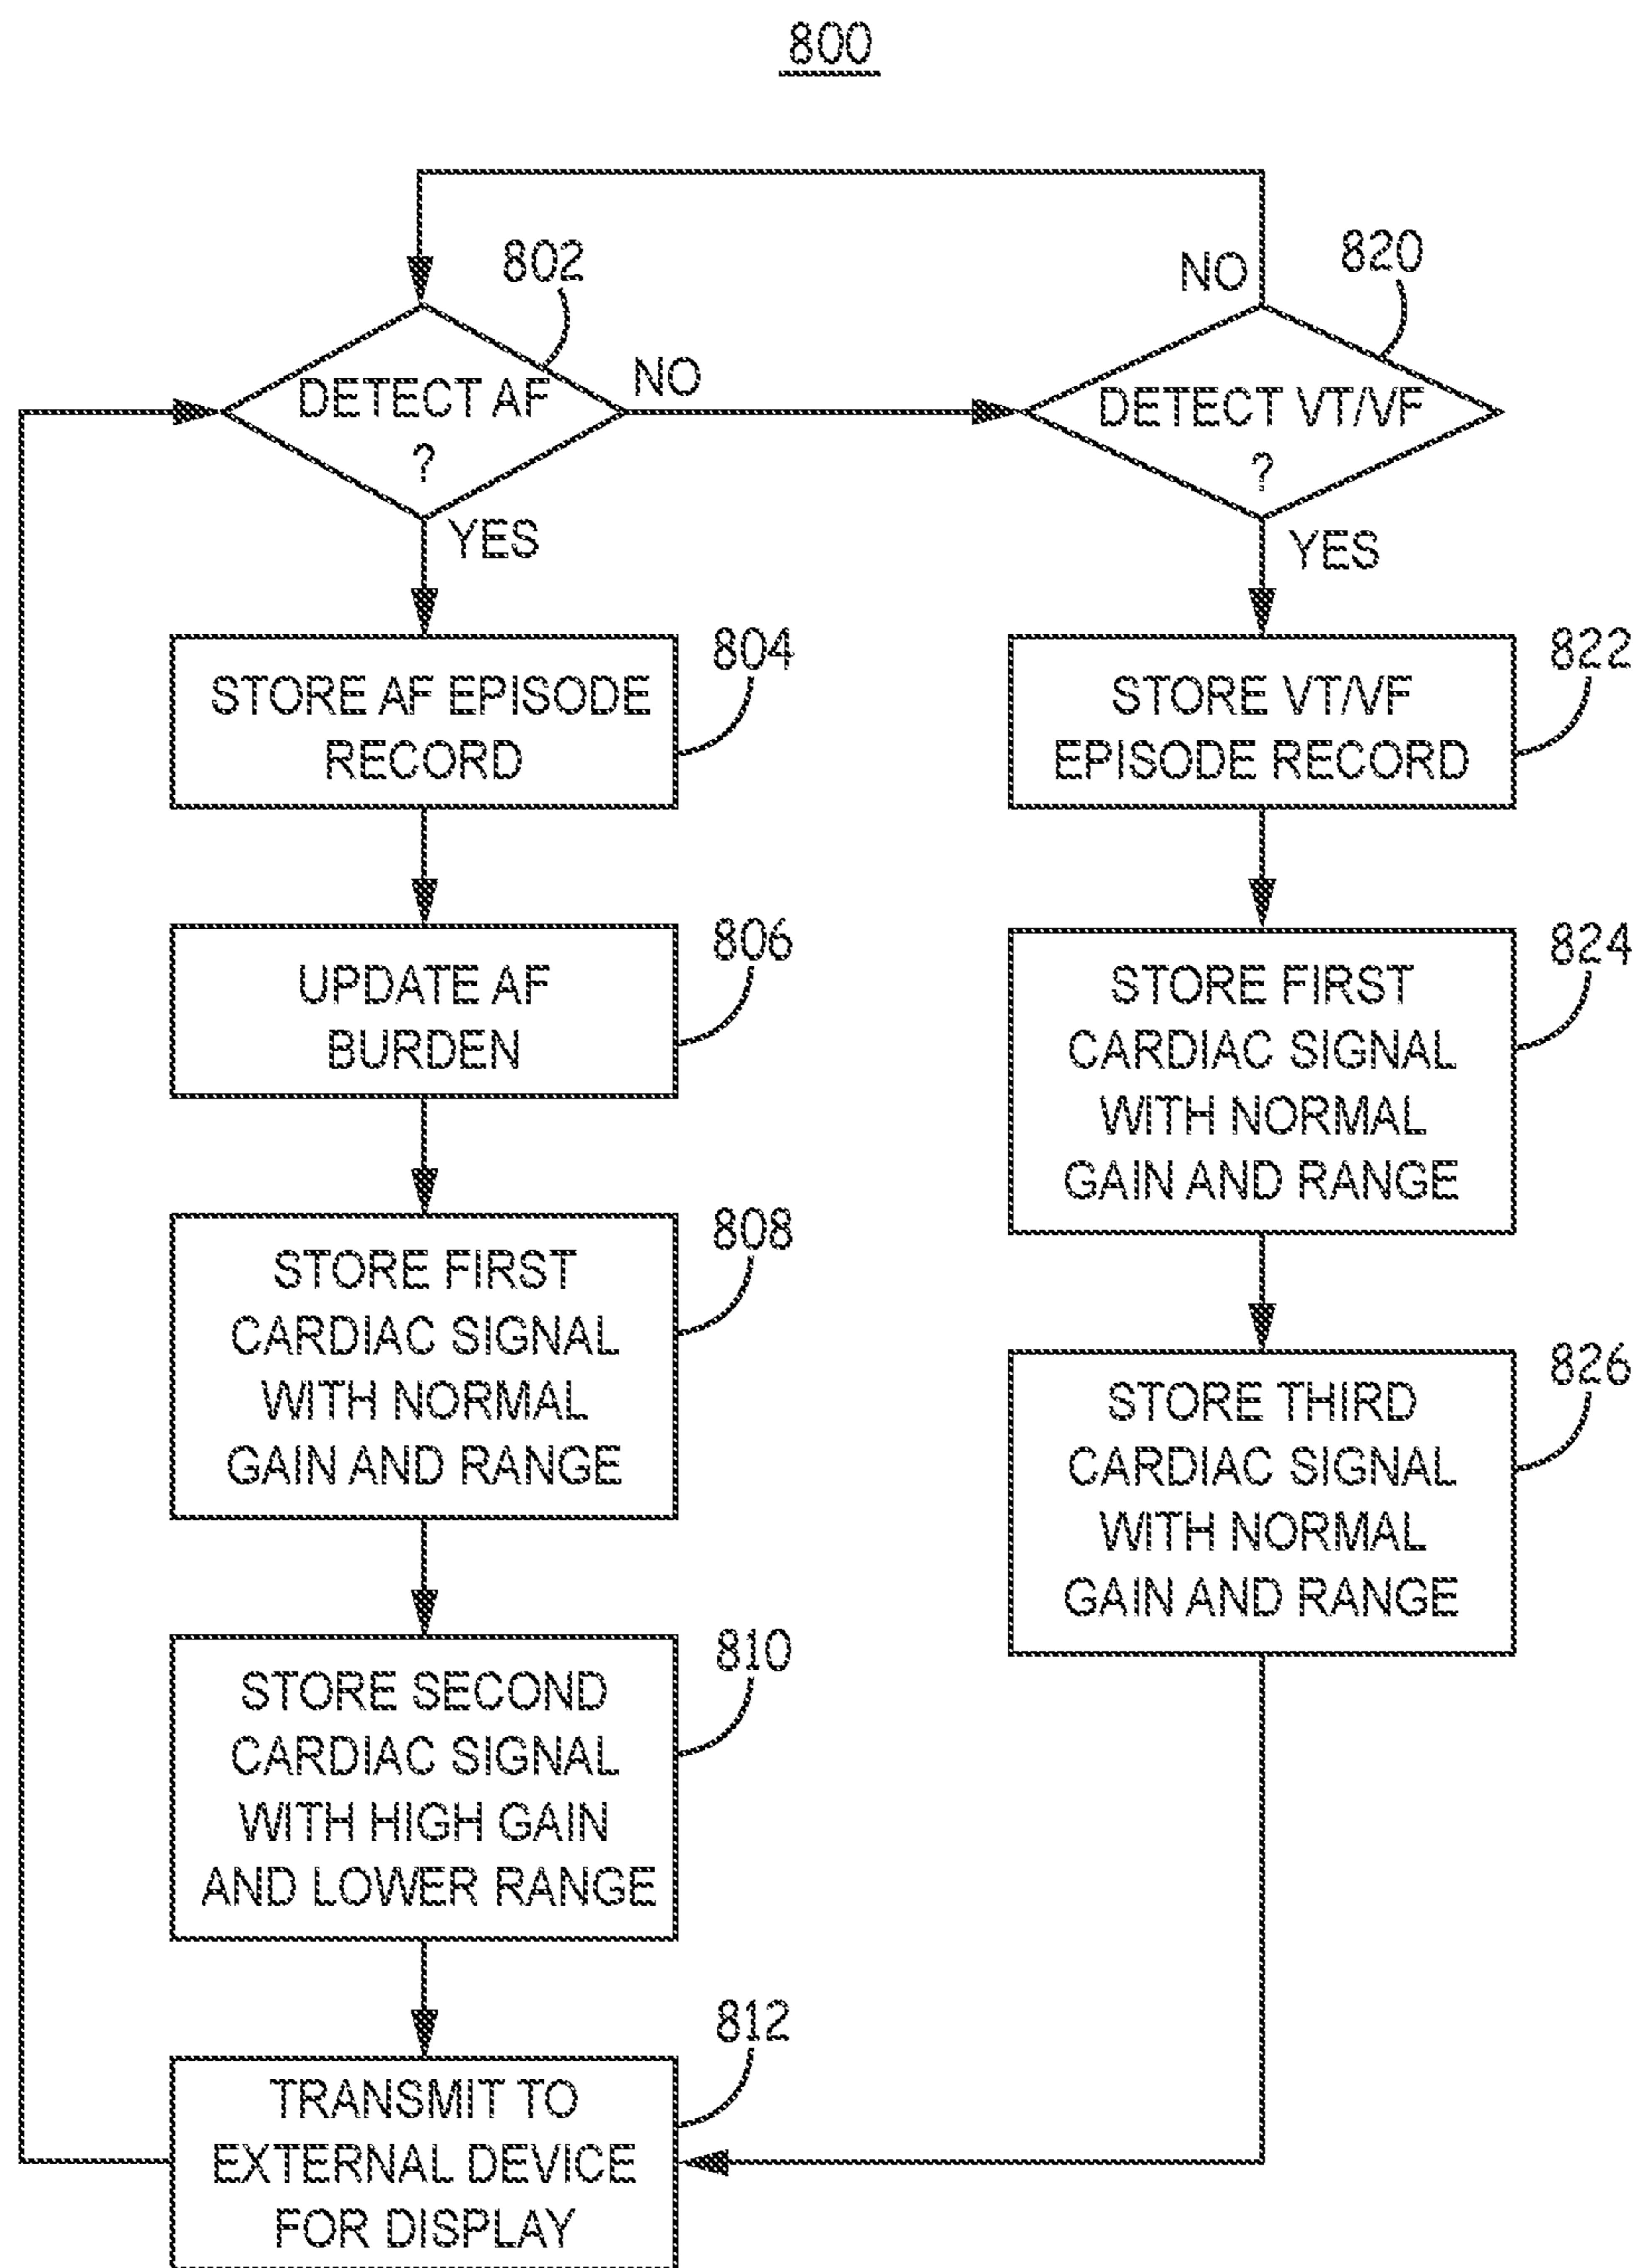 800
802
DETECT AF
?
NO
YES
820
NO
DETECT VT/VF
?
YES
804
STORE AF EPISODE
RECORD
822
STORE VT/VF
EPISODE RECORD
806
UPDATE AF
BURDEN
824
STORE FIRST
CARDIAC SIGNAL
WITH NORMAL
GAIN AND RANGE
808
STORE FIRST
CARDIAC SIGNAL
WITH NORMAL
GAIN AND RANGE
826
STORE THIRD
CARDIAC SIGNAL
WITH NORMAL
GAIN AND RANGE
810
STORE SECOND
CARDIAC SIGNAL
WITH HIGH GAIN
AND LOWER RANGE
812
TRANSMIT TO
EXTERNAL DEVICE
FOR DISPLAY